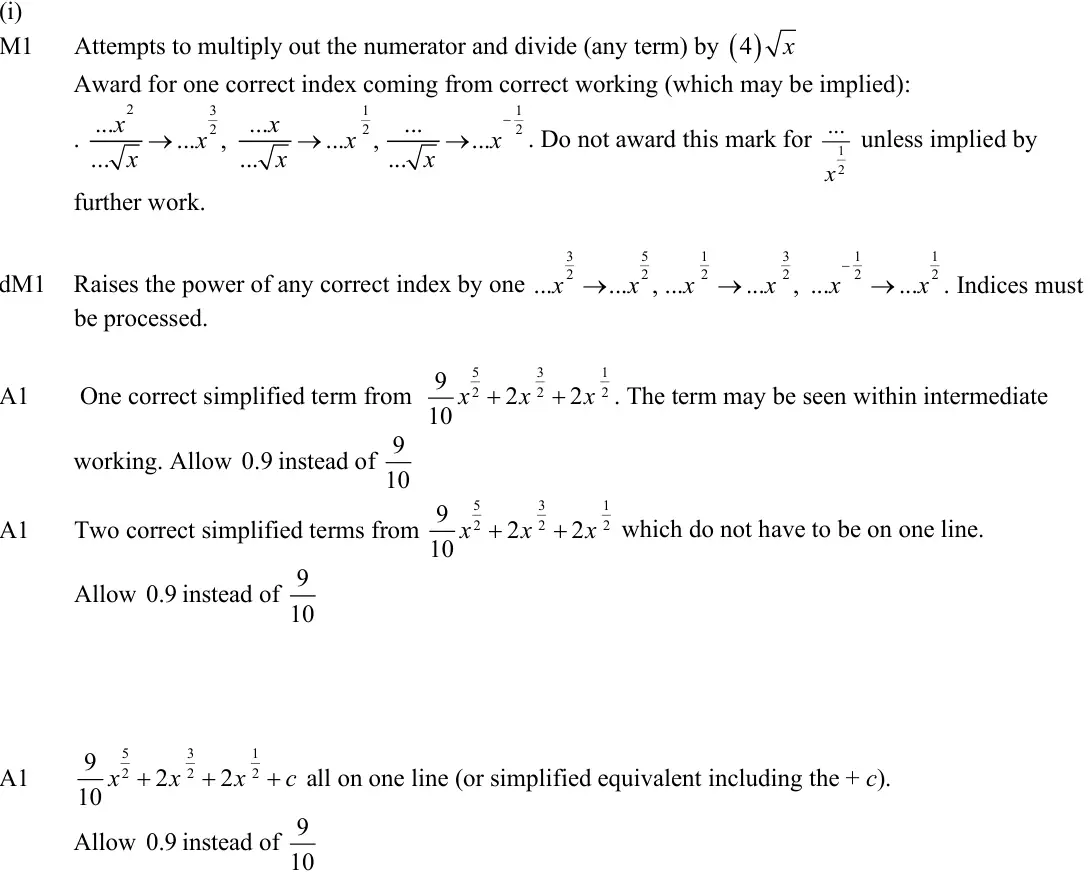 (i)
M1 Attempts to multiply out the numerator and divide (any term) by (4)√x
Award for one correct index coming from correct working (which may be implied):
. ...x²/...√x → ...x^(3/2), ...x/...√x → ...x^(1/2), .../...√x → ...x^(-1/2). Do not award this mark for .../x^(1/2) unless implied by
further work.
dM1 Raises the power of any correct index by one ...x^(3/2) → ...x^(5/2), ...x^(1/2) → ...x^(3/2), ...x^(-1/2) → ...x^(1/2). Indices must
be processed.
A1 One correct simplified term from 9/10 x^(5/2) + 2x^(3/2) + 2x^(1/2). The term may be seen within intermediate
working. Allow 0.9 instead of 9/10
A1 Two correct simplified terms from 9/10 x^(5/2) + 2x^(3/2) + 2x^(1/2) which do not have to be on one line.
Allow 0.9 instead of 9/10
A1 9/10 x^(5/2) + 2x^(3/2) + 2x^(1/2) + c all on one line (or simplified equivalent including the + c).
Allow 0.9 instead of 9/10